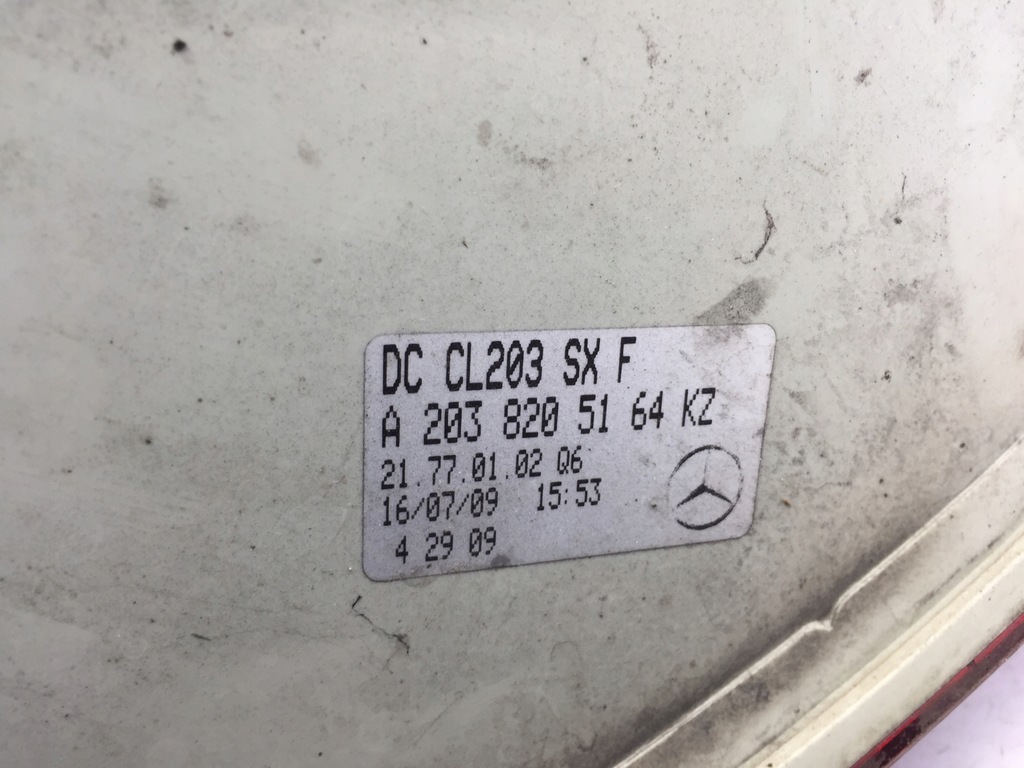 DC CL203 SX F
A 203 820 51 64 KZ
21.77.01.02 Q6
16/07/09 15:53
4 29 09